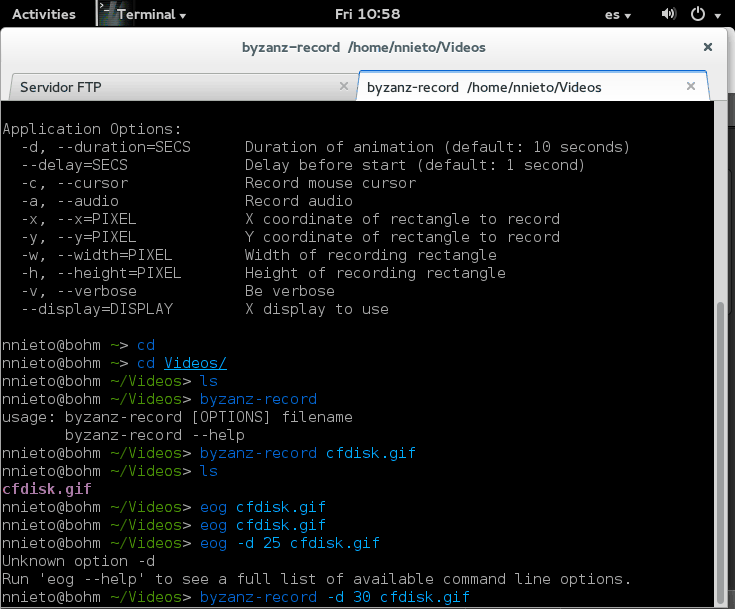 Activities
Terminal
Fri 10:58
es
byzanz-record /home/nnieto/Videos
Servidor FTP
byzanz-record /home/nnieto/Videos
Application Options:
-d, --duration=SECS Duration of animation (default: 10 seconds)
--delay=SECS Delay before start (default: 1 second)
-c, --cursor Record mouse cursor
-a, --audio Record audio
-x, --x=PIXEL X coordinate of rectangle to record
-y, --y=PIXEL Y coordinate of rectangle to record
-w, --width=PIXEL Width of recording rectangle
-h, --height=PIXEL Height of recording rectangle
-v, --verbose Be verbose
--display=DISPLAY X display to use
nnieto@bohm ~> cd
nnieto@bohm ~> cd Videos/
nnieto@bohm ~/Videos> ls
nnieto@bohm ~/Videos> byzanz-record
usage: byzanz-record [OPTIONS] filename
byzanz-record --help
nnieto@bohm ~/Videos> byzanz-record cfdisk.gif
nnieto@bohm ~/Videos> ls
cfdisk.gif
nnieto@bohm ~/Videos> eog cfdisk.gif
nnieto@bohm ~/Videos> eog cfdisk.gif
nnieto@bohm ~/Videos> eog -d 25 cfdisk.gif
Unknown option -d
Run 'eog --help' to see a full list of available command line options.
nnieto@bohm ~/Videos> byzanz-record -d 30 cfdisk.gif